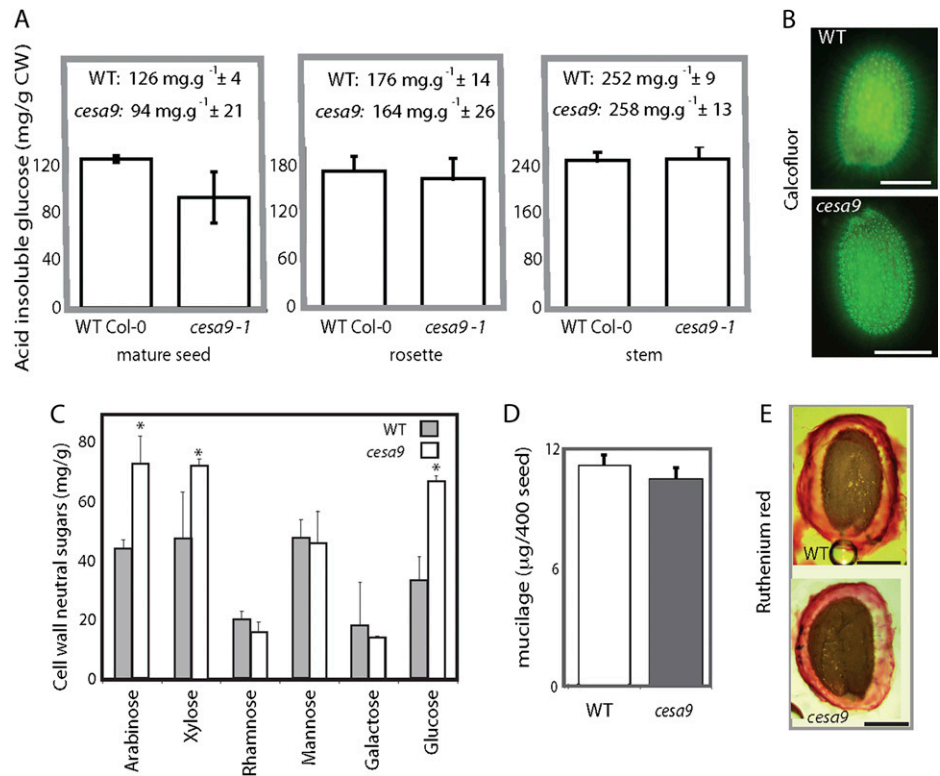 A
Acid insoluble glucose (mg/g CW)
WT: 126 mg.g -1 ± 4
cesa9: 94 mg.g -1 ± 21
120
80
40
0
WT Col-0 cesa9-1
mature seed
WT: 176 mg.g -1 ± 14
cesa9: 164 mg.g -1 ± 26
180
120
60
0
WT Col-0 cesa9-1
rosette
WT: 252 mg.g -1 ± 9
cesa9: 258 mg.g -1 ± 13
240
160
80
0
WT Col-0 cesa9-1
stem
B
Calcofluor
WT
cesa9
C
Cell wall neutral sugars (mg/g)
80
60
40
20
0
WT
cesa9
*
*
*
Arabinose
Xylose
Rhamnose
Mannose
Galactose
Glucose
D
mucilage (µg/400 seed)
12
6
0
WT cesa9
E
Ruthenium red
WT
cesa9